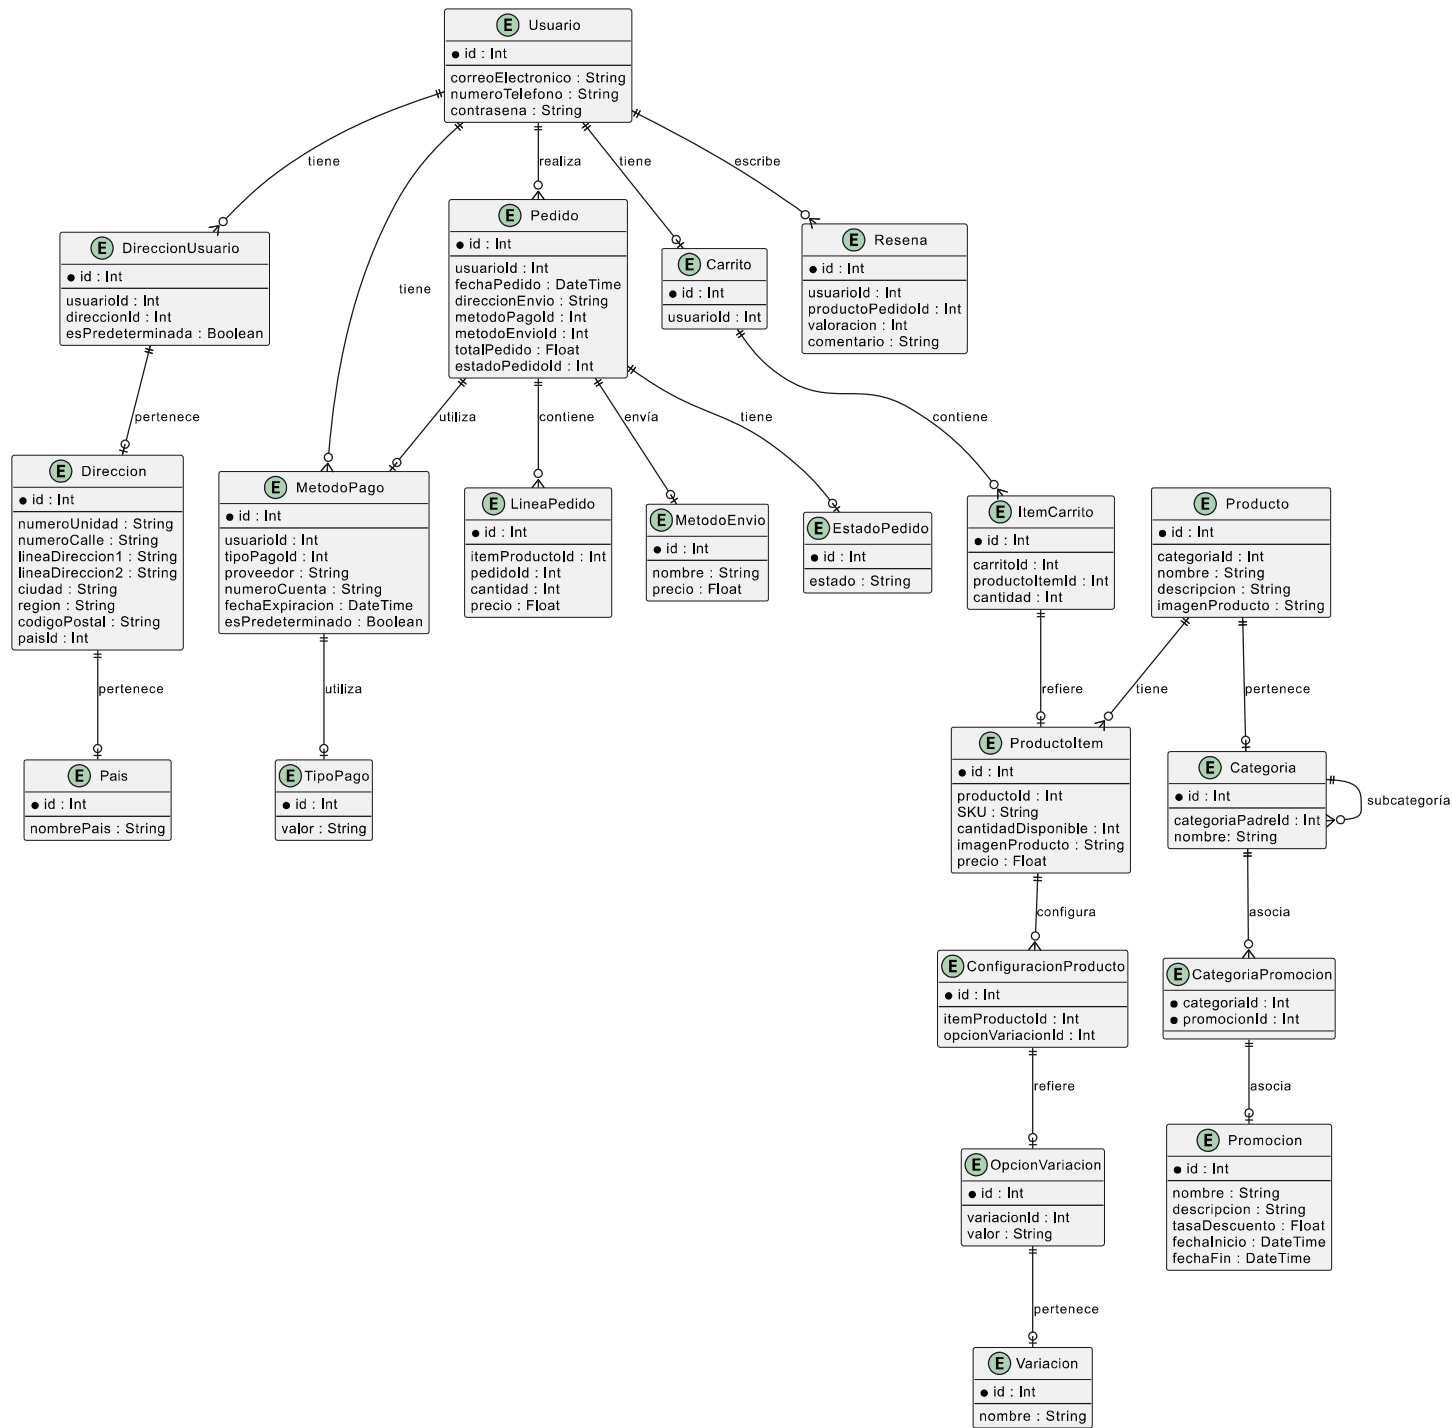 E Usuario
id : Int
correoElectronico : String
numeroTelefono : String
contrasena : String
tiene
realiza
tiene
escribe
E DireccionUsuario
id : Int
usuarioId : Int
direccionId : Int
esPredeterminada : Boolean
tiene
E Pedido
id : Int
usuarioId : Int
fechaPedido : DateTime
direccionEnvio : String
metodoPagoId : Int
metodoEnvioId : Int
totalPedido : Float
estadoPedidoId : Int
E Carrito
id : Int
usuarioId : Int
E Resena
id : Int
usuarioId : Int
productoPedidoId : Int
valoracion : Int
comentario : String
pertenece
utiliza
contiene
envía
tiene
contiene
E Direccion
id : Int
numeroUnidad : String
numeroCalle : String
lineaDireccion1 : String
lineaDireccion2 : String
ciudad : String
region : String
codigoPostal : String
paisId : Int
E MetodoPago
id : Int
usuarioId : Int
tipoPagoId : Int
proveedor : String
numeroCuenta : String
fechaExpiracion : DateTime
esPredeterminado : Boolean
E LineaPedido
id : Int
itemProductoId : Int
pedidoId : Int
cantidad : Int
precio : Float
E MetodoEnvio
id : Int
nombre : String
precio : Float
E EstadoPedido
id : Int
estado : String
E ItemCarrito
id : Int
carritoId : Int
productoItemId : Int
cantidad : Int
E Producto
id : Int
categoriaId : Int
nombre : String
descripcion : String
imagenProducto : String
pertenece
utiliza
refiere
tiene
pertenece
E Pais
id : Int
nombrePais : String
E TipoPago
id : Int
valor : String
E ProductoItem
id : Int
productoId : Int
SKU : String
cantidadDisponible : Int
imagenProducto : String
precio : Float
E Categoria
id : Int
categoriaPadreId : Int
nombre: String
subcategoría
configura
asocia
E ConfiguracionProducto
id : Int
itemProductoId : Int
opcionVariacionId : Int
E CategoriaPromocion
categoriaId : Int
promocionId : Int
refiere
asocia
E OpcionVariacion
id : Int
variacionId : Int
valor : String
E Promocion
id : Int
nombre : String
descripcion : String
tasaDescuento : Float
fechaInicio : DateTime
fechaFin : DateTime
pertenece
E Variacion
id : Int
nombre : String